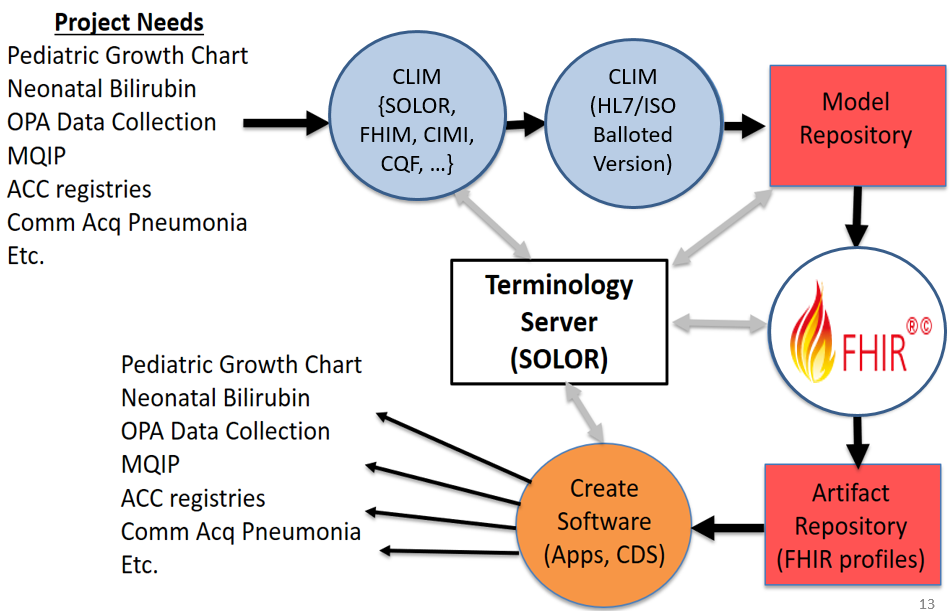 Project Needs
Pediatric Growth Chart
Neonatal Bilirubin
OPA Data Collection
MQIP
ACC registries
Comm Acq Pneumonia
Etc.
CLIM
{SOLOR,
FHIM, CIMI,
CQF, ...}
CLIM
(HL7/ISO
Balloted
Version)
Model
Repository
Terminology
Server
(SOLOR)
FHIR®©
Pediatric Growth Chart
Neonatal Bilirubin
OPA Data Collection
MQIP
ACC registries
Comm Acq Pneumonia
Etc.
Create
Software
(Apps, CDS)
Artifact
Repository
(FHIR profiles)
13